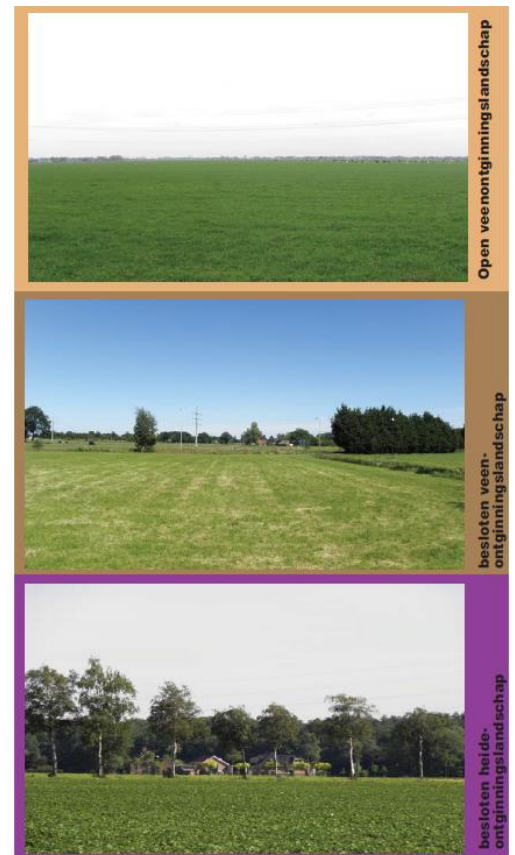 Open veenontginningslandschap
besloten veen-
ontginningslandschap
besloten heide-
ontginningslandschap